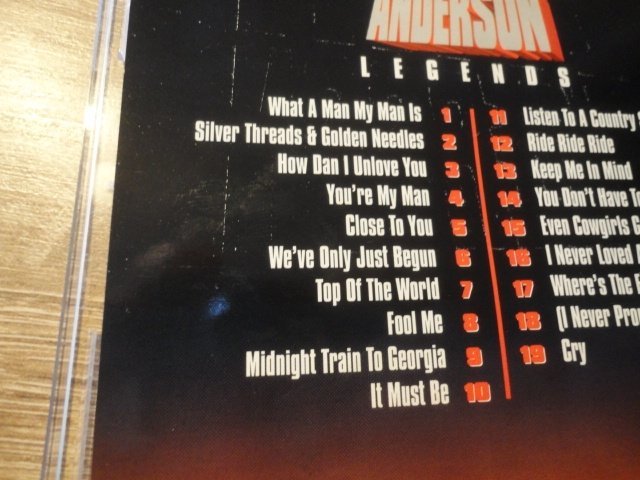 ANDERSON
LEGENDS
What A Man My Man Is 1
Silver Threads & Golden Needles 2
How Dan I Unlove You 3
You're My Man 4
Close To You 5
We've Only Just Begun 6
Top Of The World 7
Fool Me 8
Midnight Train To Georgia 9
It Must Be 10
11 Listen To A Country
12 Ride Ride Ride
13 Keep Me In Mind
14 You Don't Have
15 Even Cowgirls
16 I Never Loved
17 Where's The
18 (I Never
19 Cry